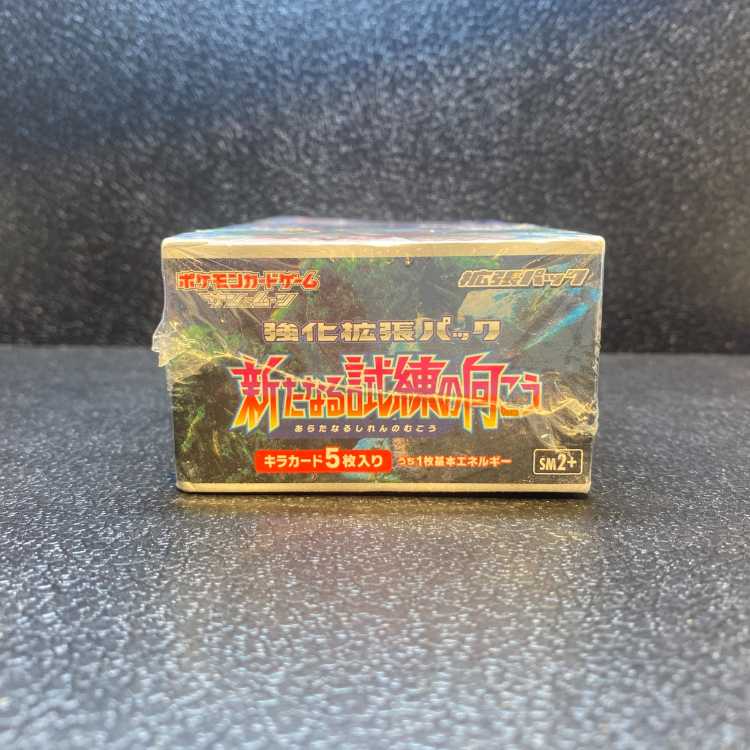 ポケモンカードゲーム
サン&ムーン
拡張パック
強化拡張パック
新たなる試練の向こう
あらたなるしれんのむこう
キラカード5枚入り うち1枚基本エネルギー
SM2+